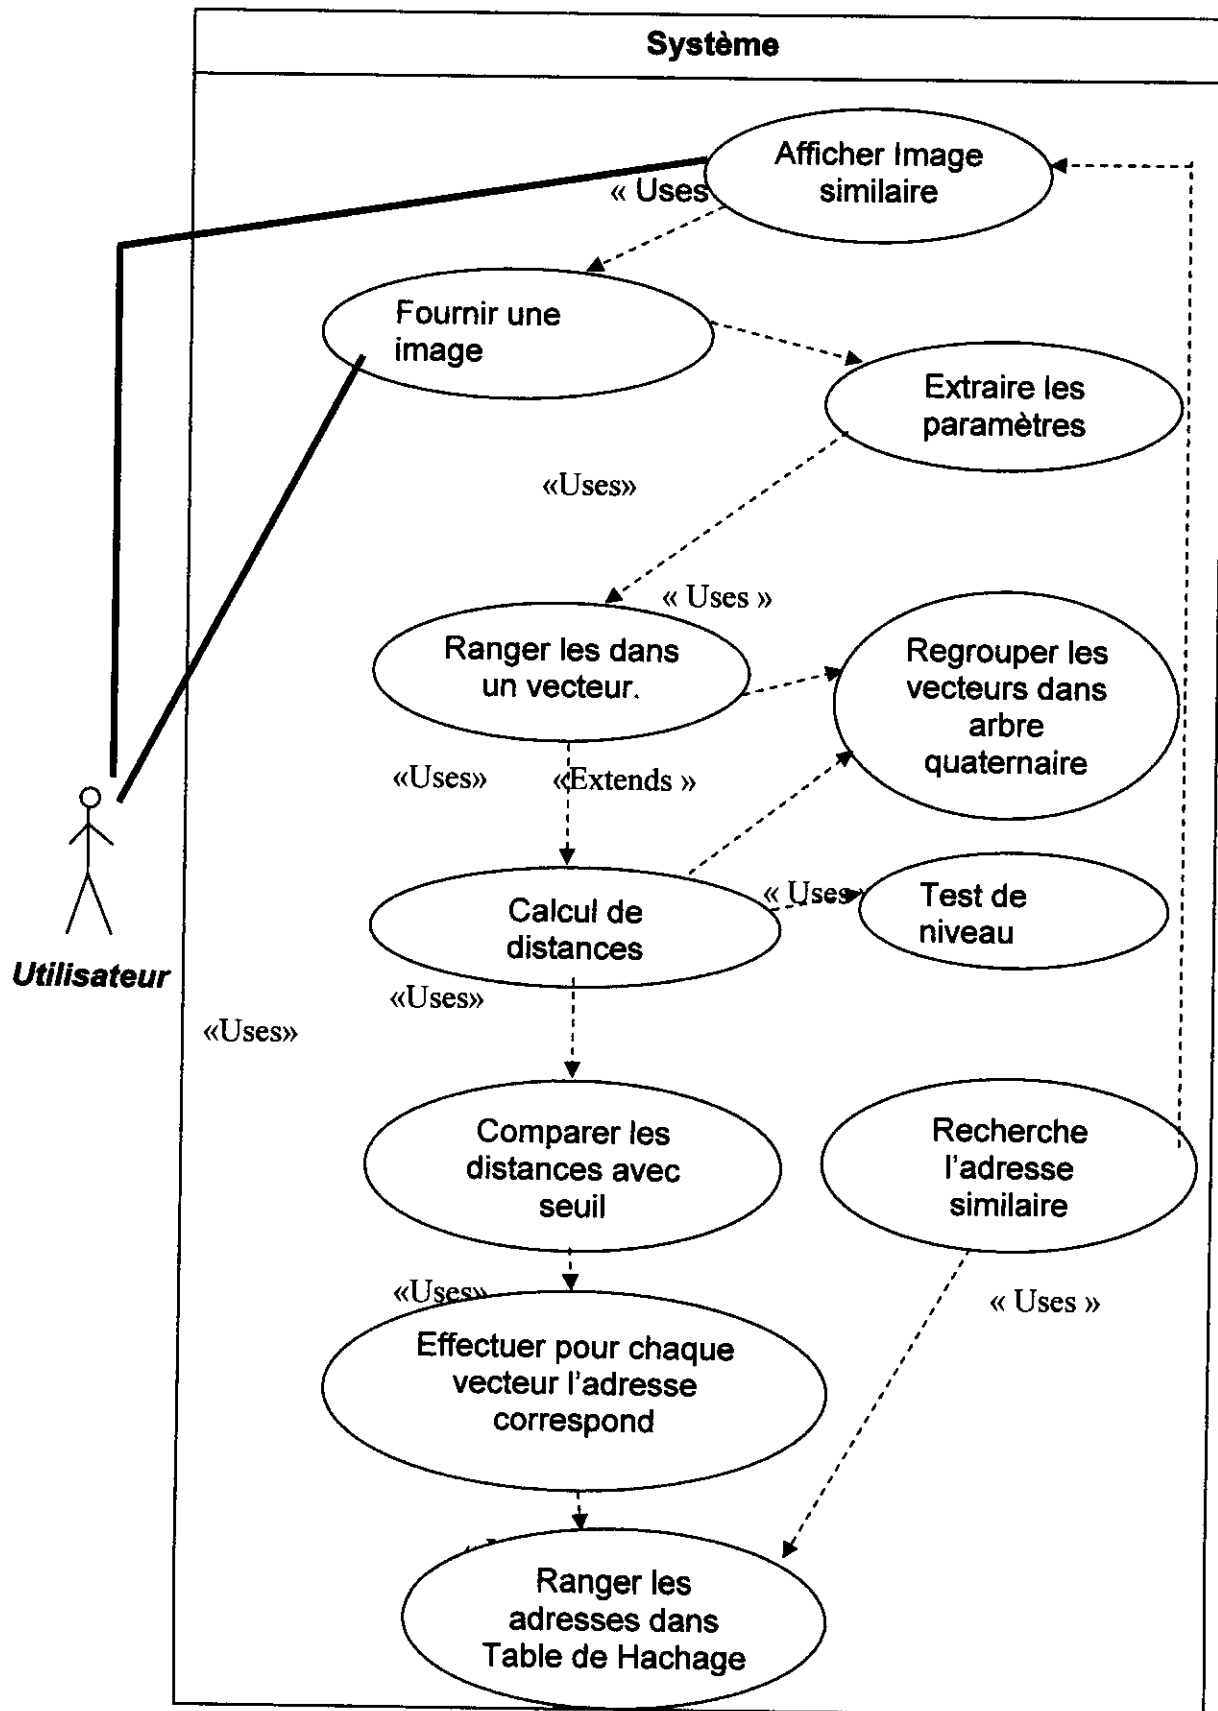 Système
Afficher Image
similaire
« Uses
Fournir une
image
Extraire les
paramètres
«Uses»
« Uses »
Ranger les dans
un vecteur.
Regrouper les
vecteurs dans
arbre
quaternaire
«Uses»
«Extends »
Calcul de
distances
« Uses »
Test de
niveau
Utilisateur
«Uses»
«Uses»
Comparer les
distances avec
seuil
Recherche
l'adresse
similaire
«Uses»
« Uses »
Effectuer pour chaque
vecteur l'adresse
correspond
Ranger les
adresses dans
Table de Hachage